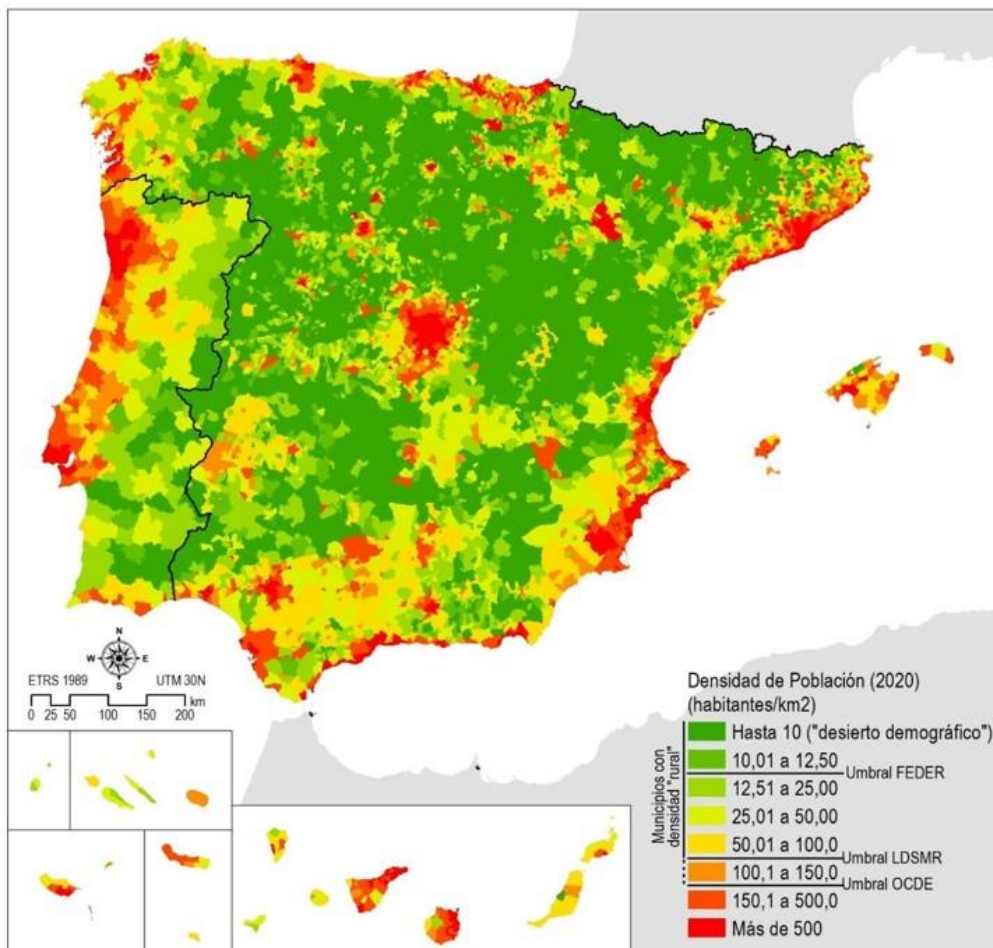 N
W E
S
ETRS 1989 UTM 30N
km
0 25 50 100 150 200
Densidad de Población (2020)
(habitantes/km2)
Municipios con
densidad "rural"
Hasta 10 ("desierto demográfico")
10,01 a 12,50
Umbral FEDER
12,51 a 25,00
25,01 a 50,00
50,01 a 100,0
Umbral LDSMR
100,1 a 150,0
Umbral OCDE
150,1 a 500,0
Más de 500